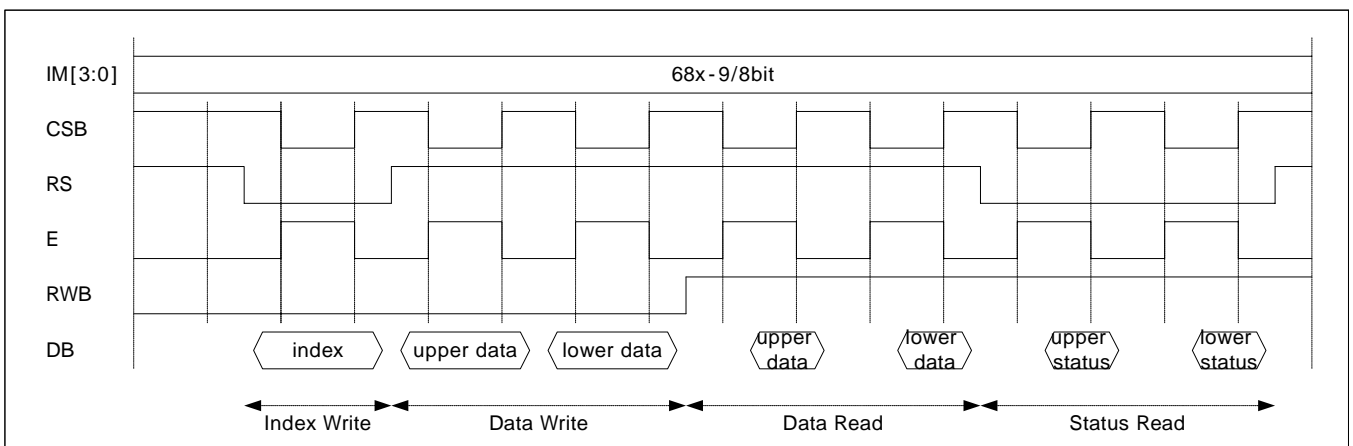 IM[3:0]
68x-9/8bit
CSB
RS
E
RWB
DB
index
upper data
lower data
upper
data
lower
data
upper
status
lower
status
Index Write
Data Write
Data Read
Status Read